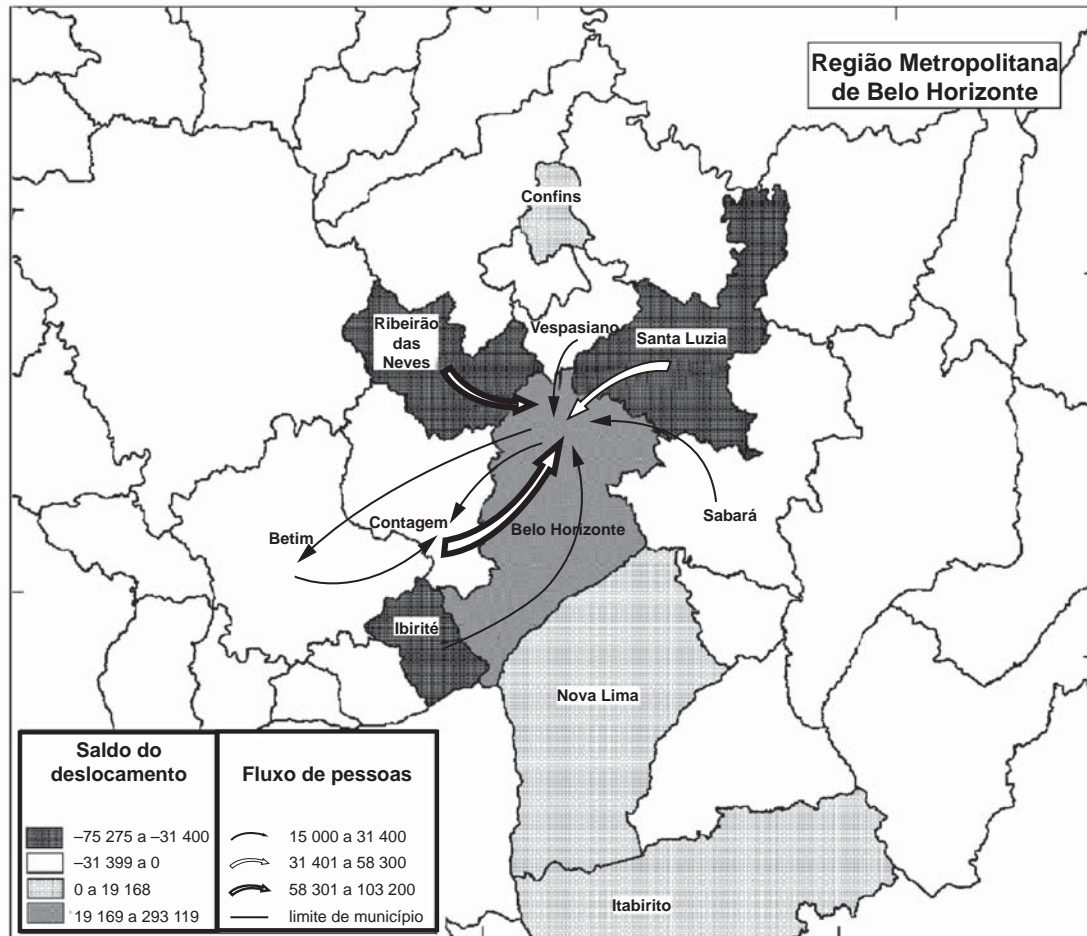 Região Metropolitana
de Belo Horizonte
Confins
Ribeirão
das
Neves
Vespasiano
Santa Luzia
Contagem
Betim
Belo Horizonte
Sabará
Ibirité
Nova Lima
Itabirito
Saldo do
deslocamento
–75 275 a –31 400
–31 399 a 0
0 a 19 168
19 169 a 293 119
Fluxo de pessoas
15 000 a 31 400
31 401 a 58 300
58 301 a 103 200
limite de município